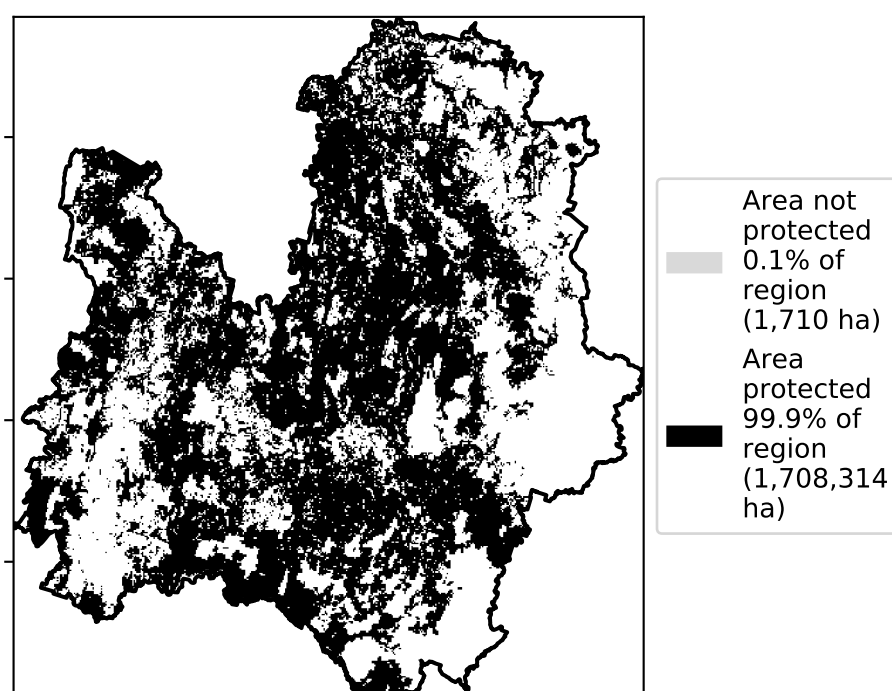 Area not
protected
0.1% of
region
(1,710 ha)
Area
protected
99.9% of
region
(1,708,314
ha)